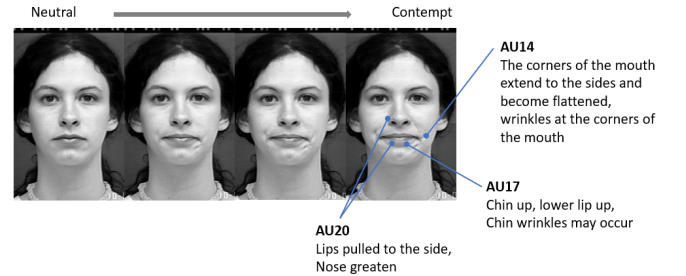 Neutral
Contempt
AU14
The corners of the mouth
extend to the sides and
become flattened,
wrinkles at the corners of
the mouth
AU17
Chin up, lower lip up,
Chin wrinkles may occur
AU20
Lips pulled to the side,
Nose greaten